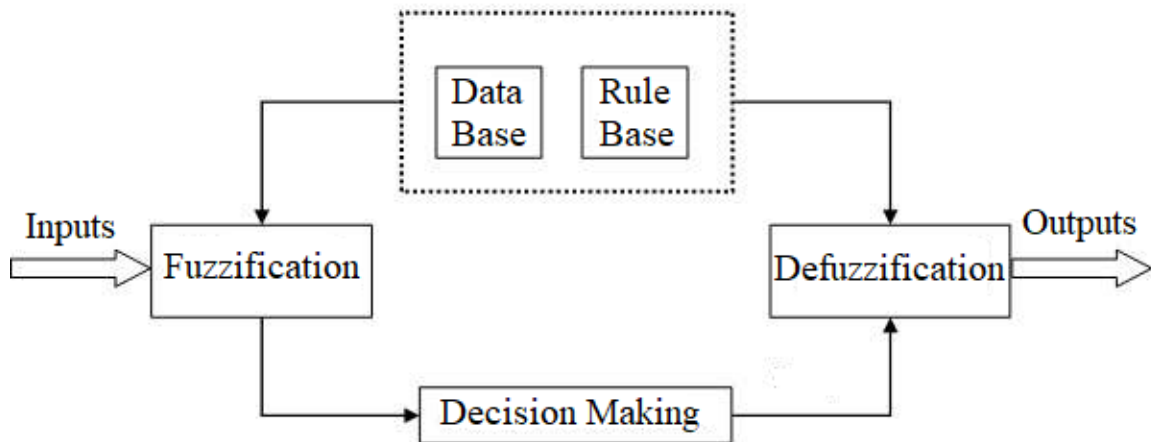 Data
Base
Rule
Base
Inputs
Fuzzification
Defuzzification
Outputs
Decision Making